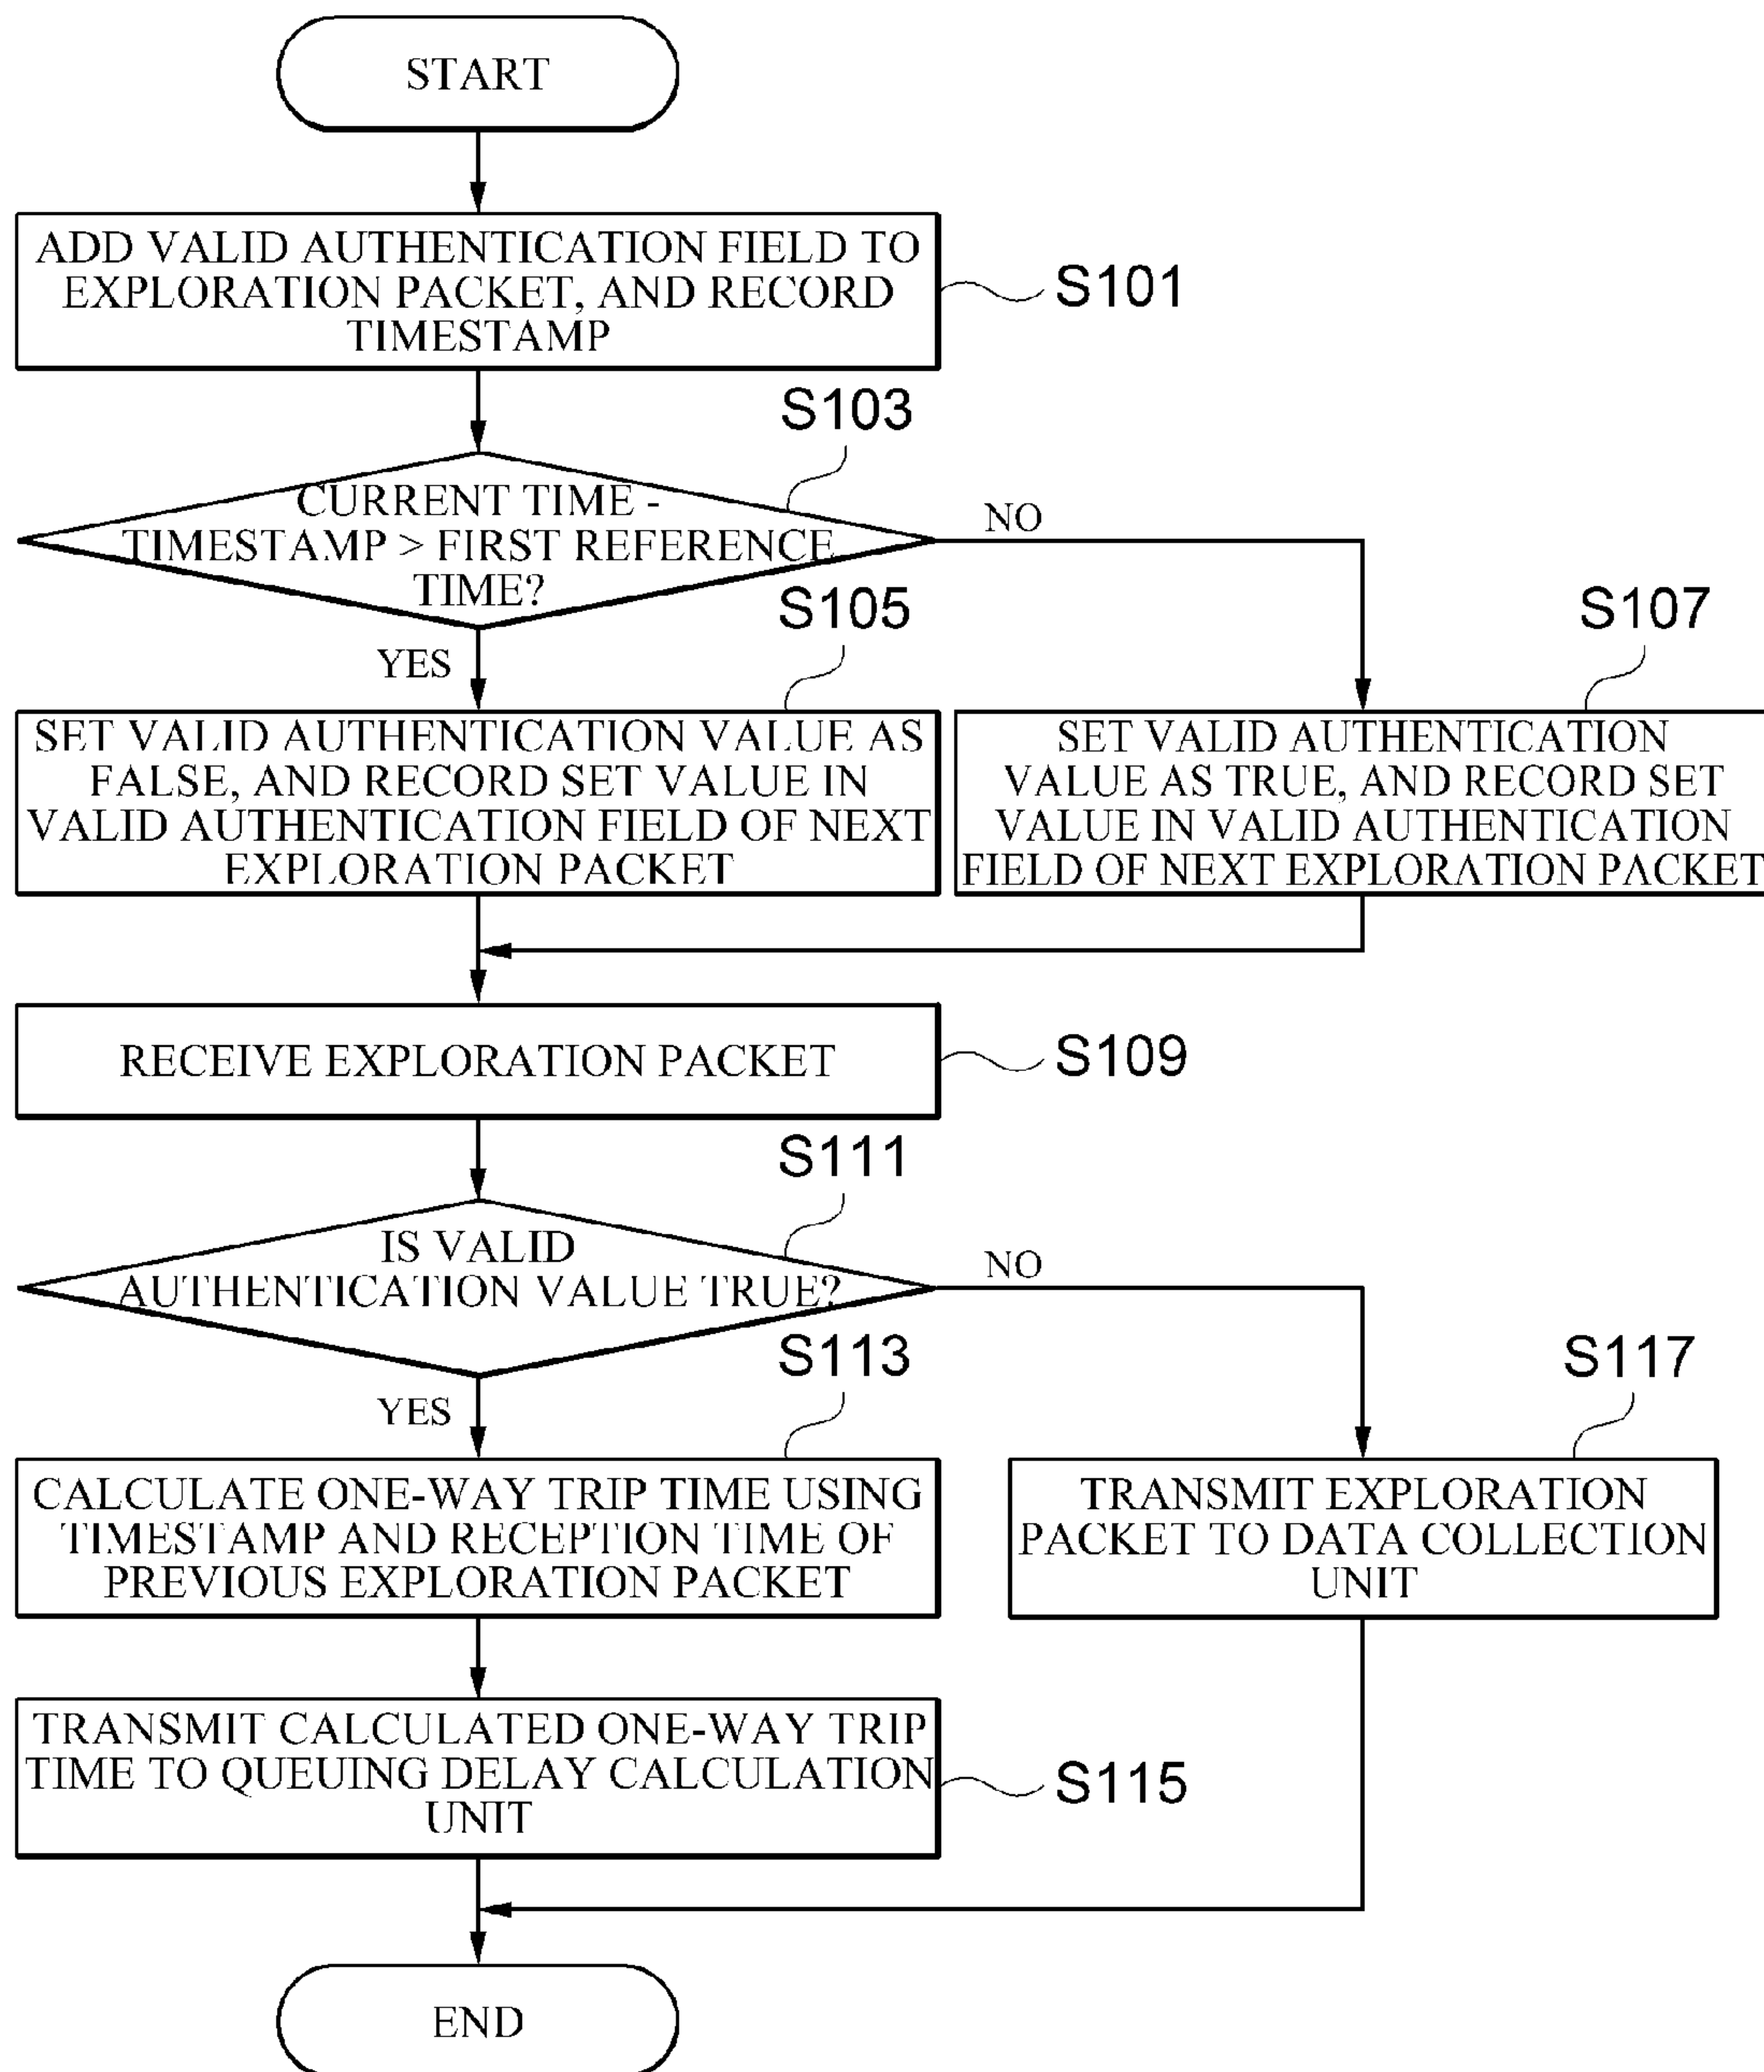 START
ADD VALID AUTHENTICATION FIELD TO
EXPLORATION PACKET, AND RECORD
TIMESTAMP
S101
S103
CURRENT TIME -
TIMESTAMP > FIRST REFERENCE
TIME?
NO
YES
S105
S107
SET VALID AUTHENTICATION VALUE AS
FALSE, AND RECORD SET VALUE IN
VALID AUTHENTICATION FIELD OF NEXT
EXPLORATION PACKET
SET VALID AUTHENTICATION
VALUE AS TRUE, AND RECORD SET
VALUE IN VALID AUTHENTICATION
FIELD OF NEXT EXPLORATION PACKET
RECEIVE EXPLORATION PACKET
S109
S111
IS VALID
AUTHENTICATION VALUE TRUE?
NO
YES
S113
S117
CALCULATE ONE-WAY TRIP TIME USING
TIMESTAMP AND RECEPTION TIME OF
PREVIOUS EXPLORATION PACKET
TRANSMIT EXPLORATION
PACKET TO DATA COLLECTION
UNIT
TRANSMIT CALCULATED ONE-WAY TRIP
TIME TO QUEUING DELAY CALCULATION
UNIT
S115
END